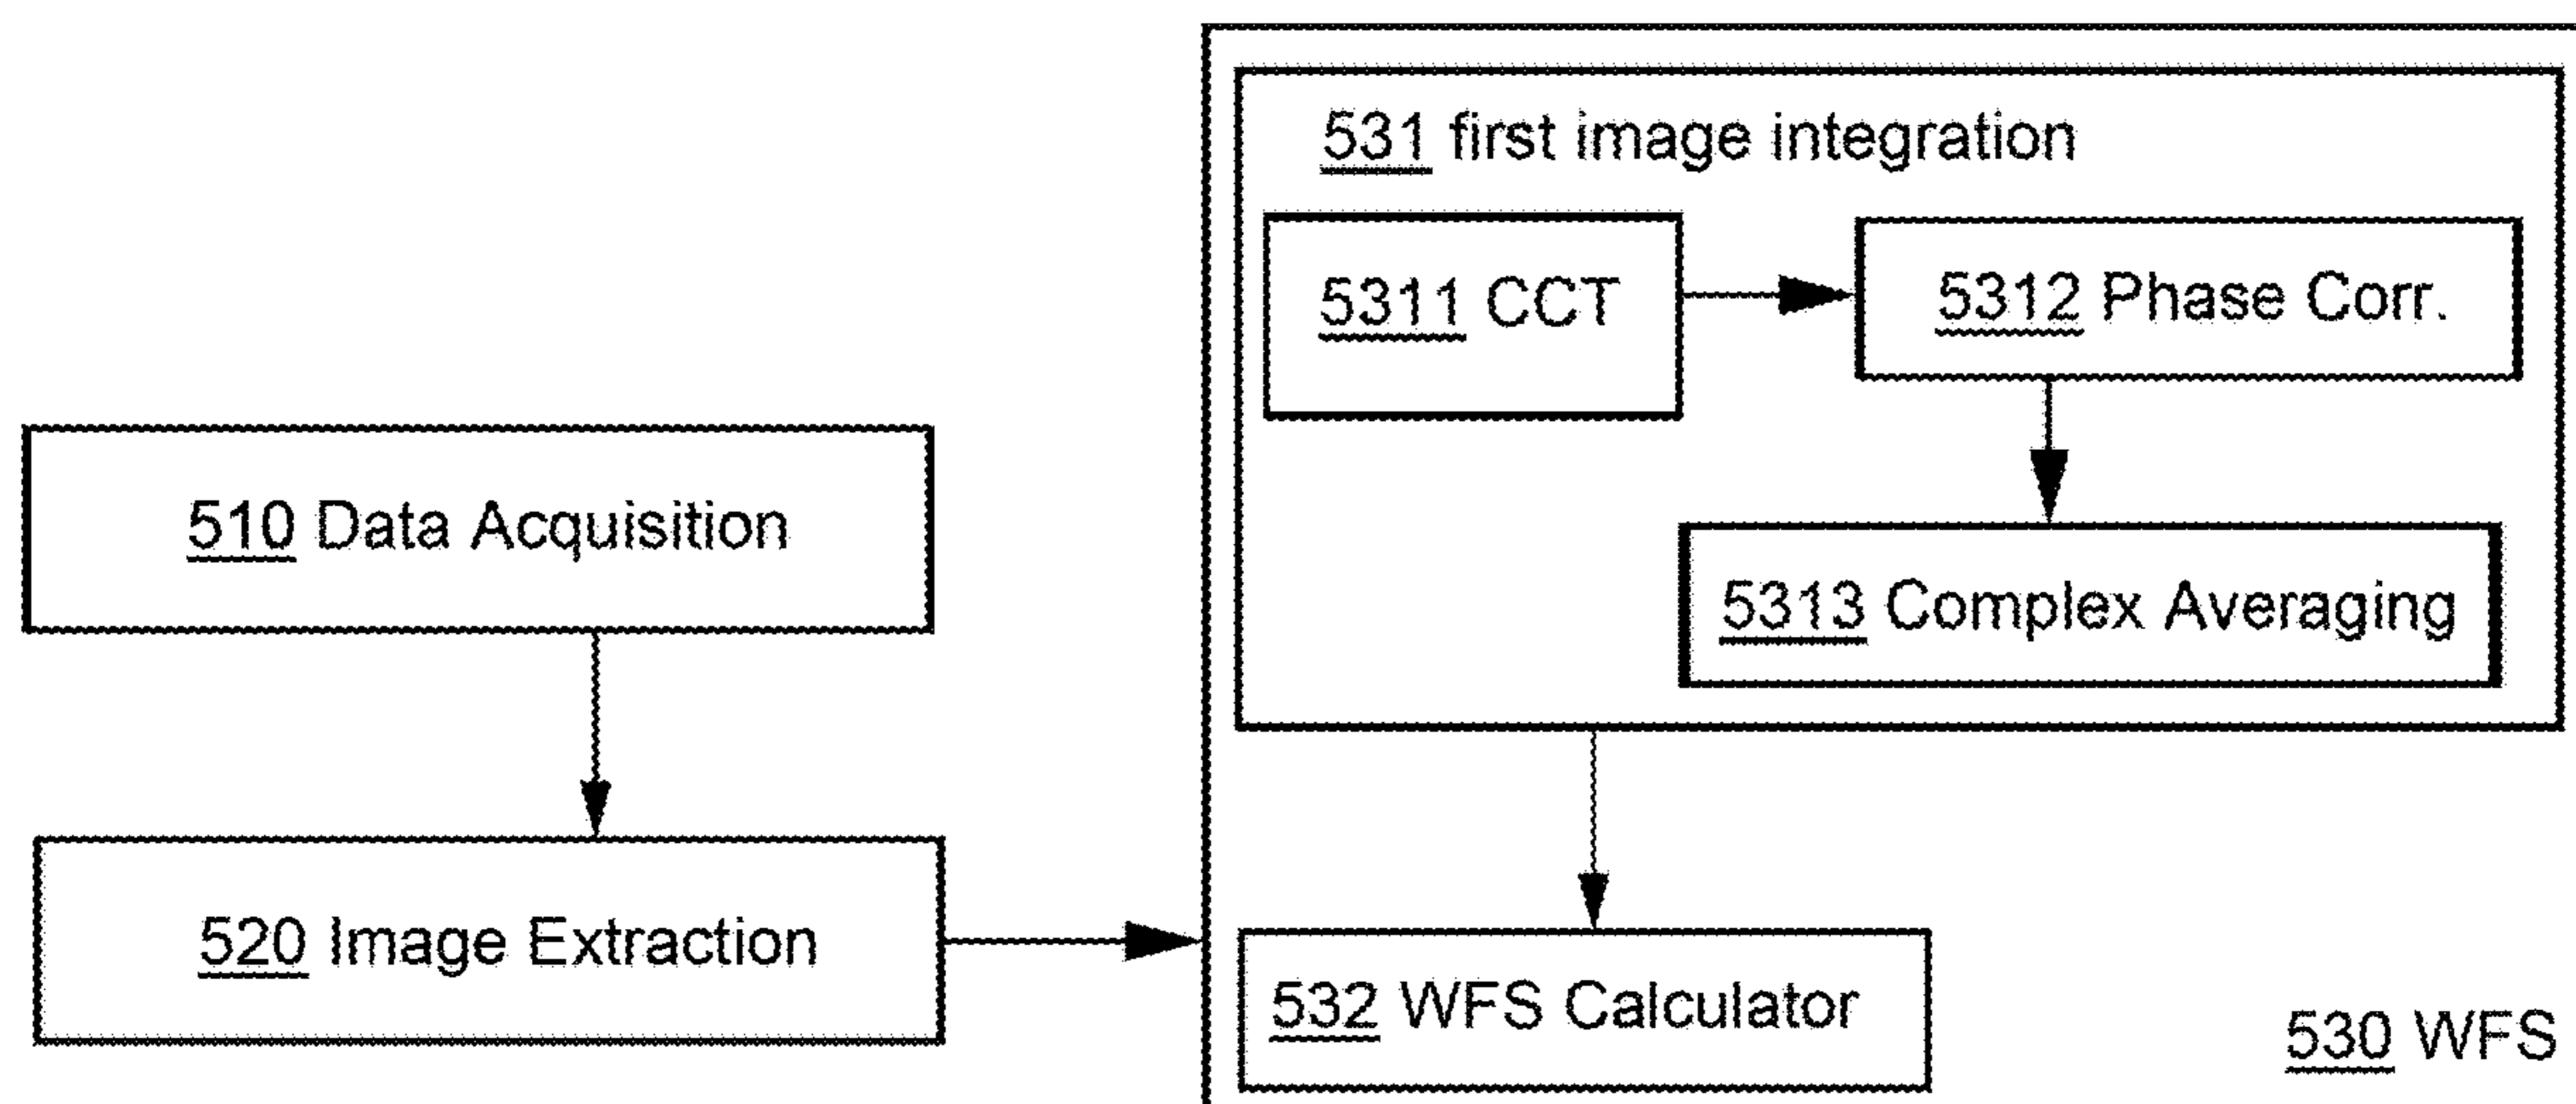 531 first image integration
5311 CCT
5312 Phase Corr.
510 Data Acquisition
5313 Complex Averaging
520 Image Extraction
532 WFS Calculator
530 WFS